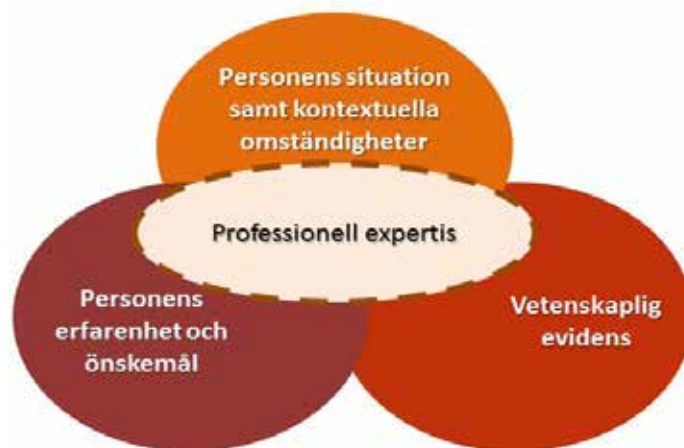 Personens situation
samt kontextuella
omständigheter
Professionell expertis
Personens
erfarenhet och
önskemål
Vetenskaplig
evidens